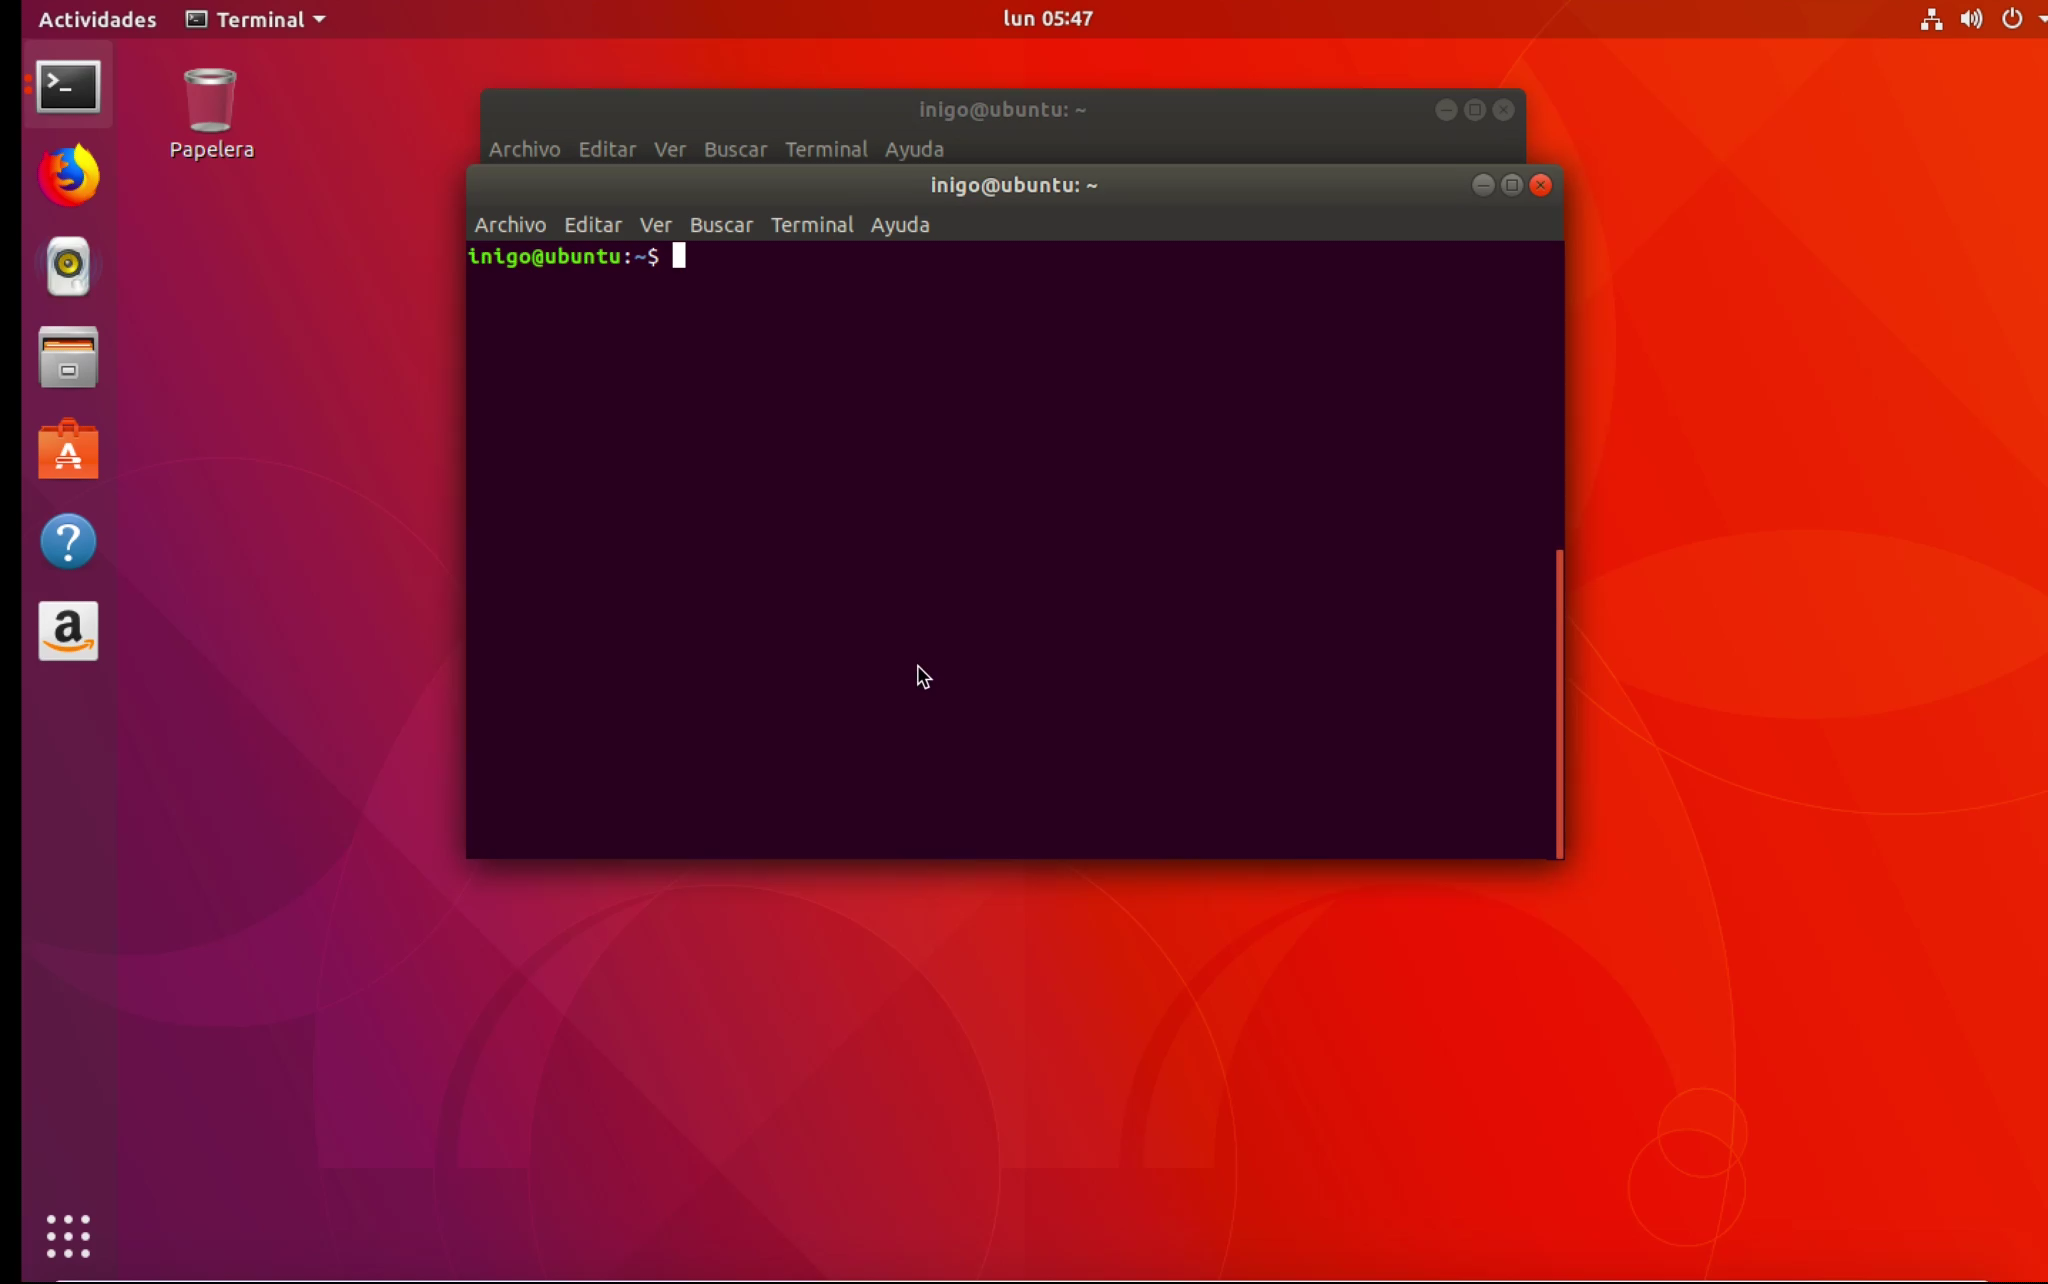 Actividades Terminal lun 05:47
Papelera
inigo@ubuntu: ~
Archivo Editar Ver Buscar Terminal Ayuda
inigo@ubuntu: ~
Archivo Editar Ver Buscar Terminal Ayuda
inigo@ubuntu:~$